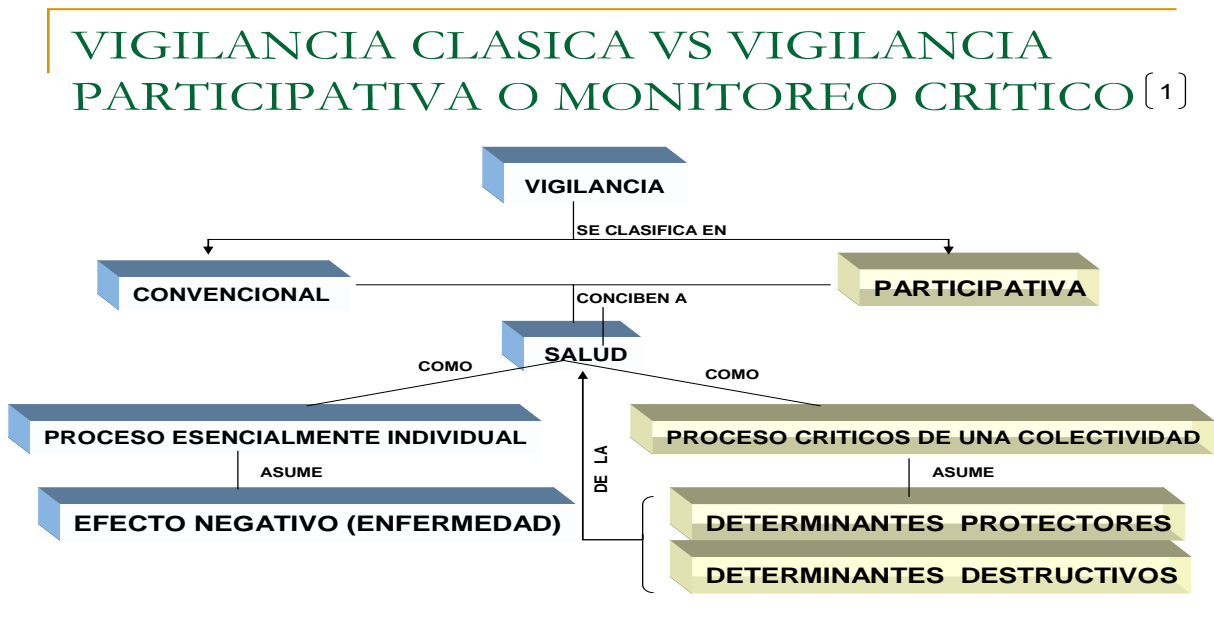 VIGILANCIA CLASICA VS VIGILANCIA
PARTICIPATIVA O MONITOREO CRITICO 1
VIGILANCIA
SE CLASIFICA EN
CONVENCIONAL
PARTICIPATIVA
CONCIBEN A
SALUD
COMO
COMO
PROCESO ESENCIALMENTE INDIVIDUAL
PROCESO CRITICOS DE UNA COLECTIVIDAD
ASUME
DE LA
ASUME
EFECTO NEGATIVO (ENFERMEDAD)
DETERMINANTES PROTECTORES
DETERMINANTES DESTRUCTIVOS